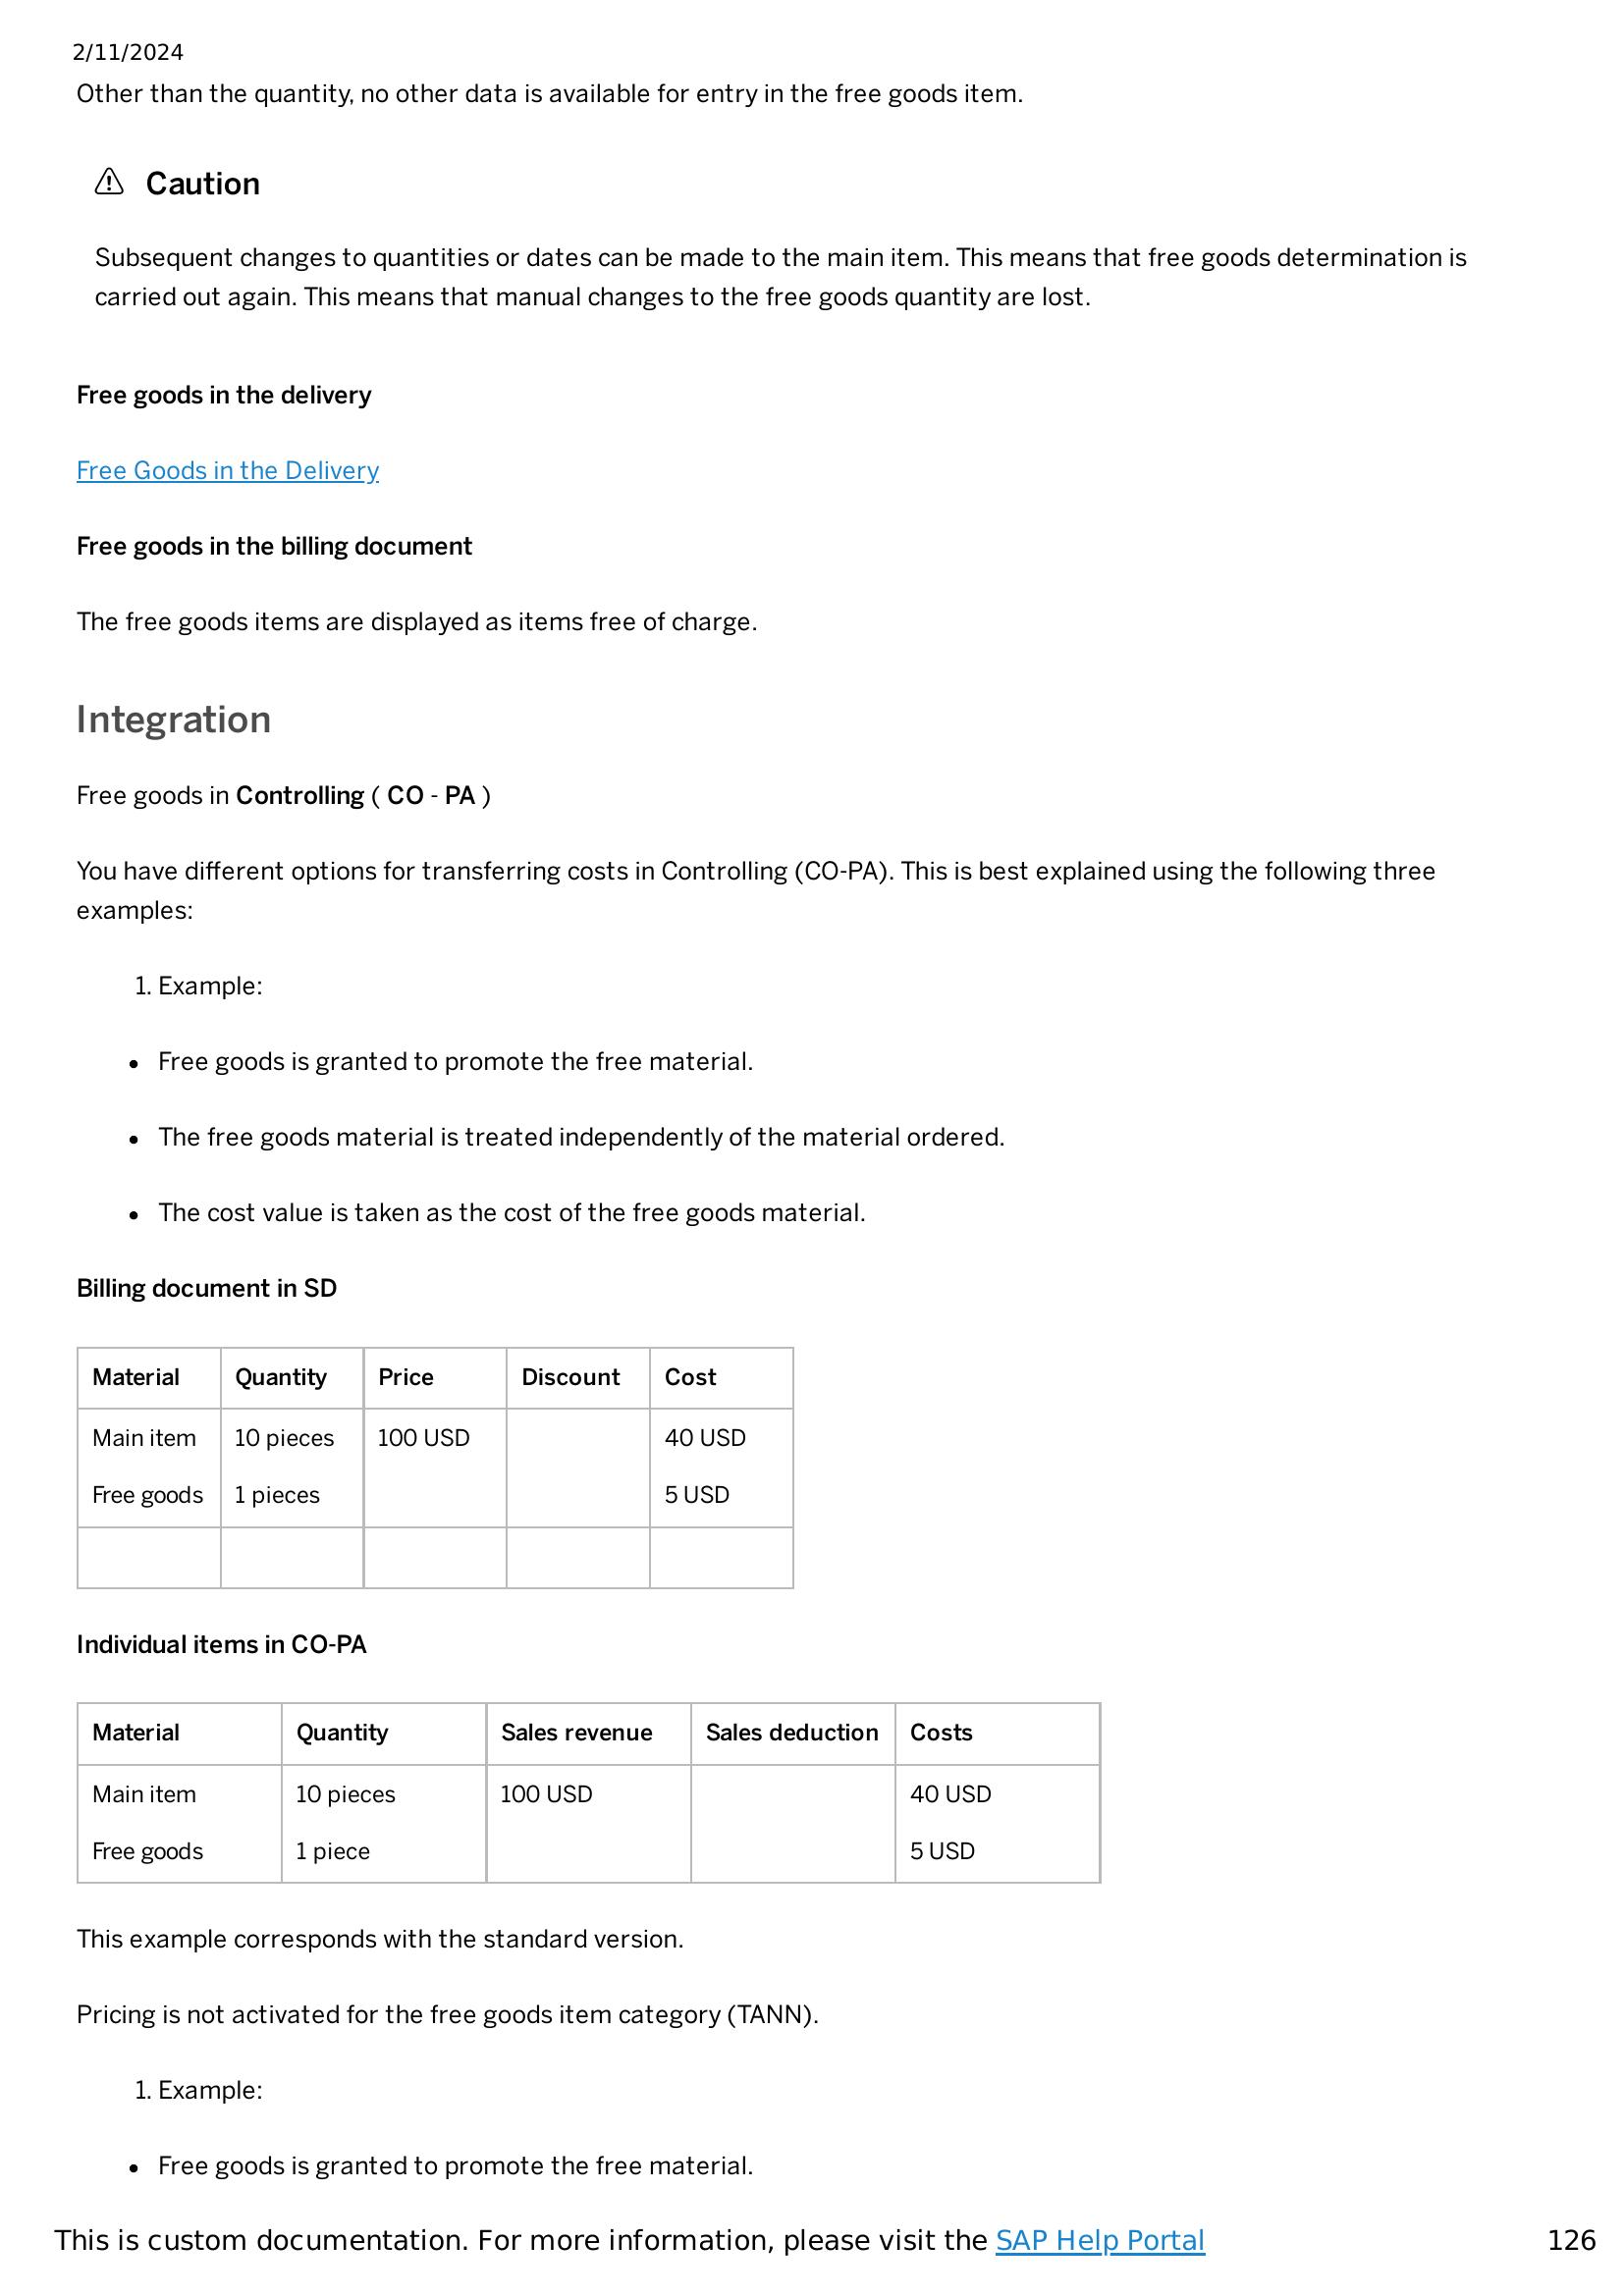 2/11/2024
Other than the quantity, no other data is available for entry in the free goods item.
Caution
Subsequent changes to quantities or dates can be made to the main item. This means that free goods determination is
carried out again. This means that manual changes to the free goods quantity are lost.
Free goods in the delivery
Free Goods in the Delivery
Free goods in the billing document
The free goods items are displayed as items free of charge.
Integration
Free goods in Controlling ( CO - PA )
You have different options for transferring costs in Controlling (CO-PA). This is best explained using the following three
examples:
1. Example:
• Free goods is granted to promote the free material.
• The free goods material is treated independently of the material ordered.
• The cost value is taken as the cost of the free goods material.
Billing document in SD
Material Quantity Price Discount Cost
Main item 10 pieces 100 USD 40 USD
Free goods 1 pieces 5 USD
Individual items in CO-PA
Material Quantity Sales revenue Sales deduction Costs
Main item 10 pieces 100 USD 40 USD
Free goods 1 piece 5 USD
This example corresponds with the standard version.
Pricing is not activated for the free goods item category (TANN).
1. Example:
• Free goods is granted to promote the free material.
This is custom documentation. For more information, please visit the SAP Help Portal 126